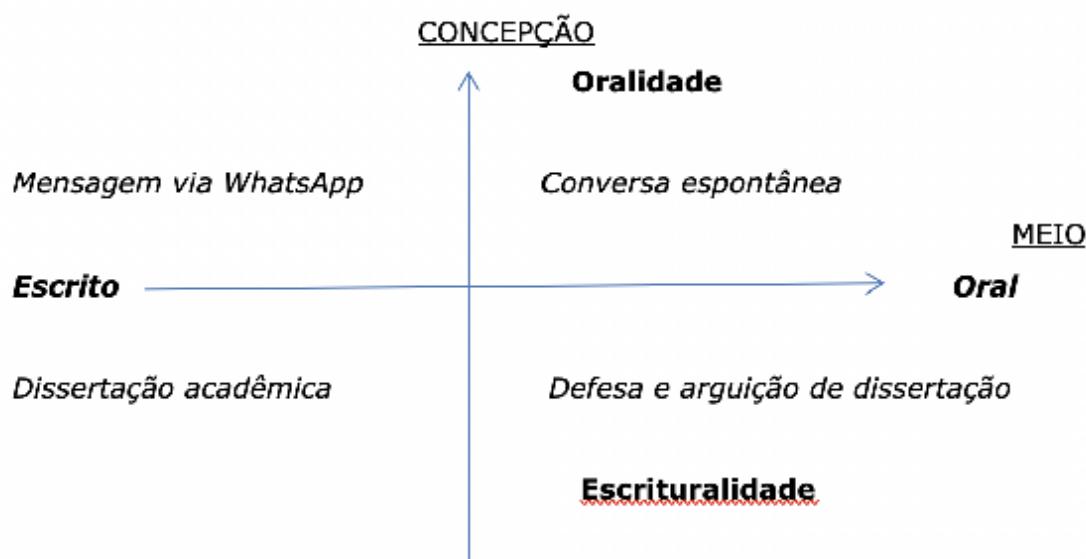 CONCEPÇÃO
Oralidade
Mensagem via WhatsApp
Conversa espontânea
MEIO
Escrito
Oral
Dissertação acadêmica
Defesa e arguição de dissertação
Escrituralidade